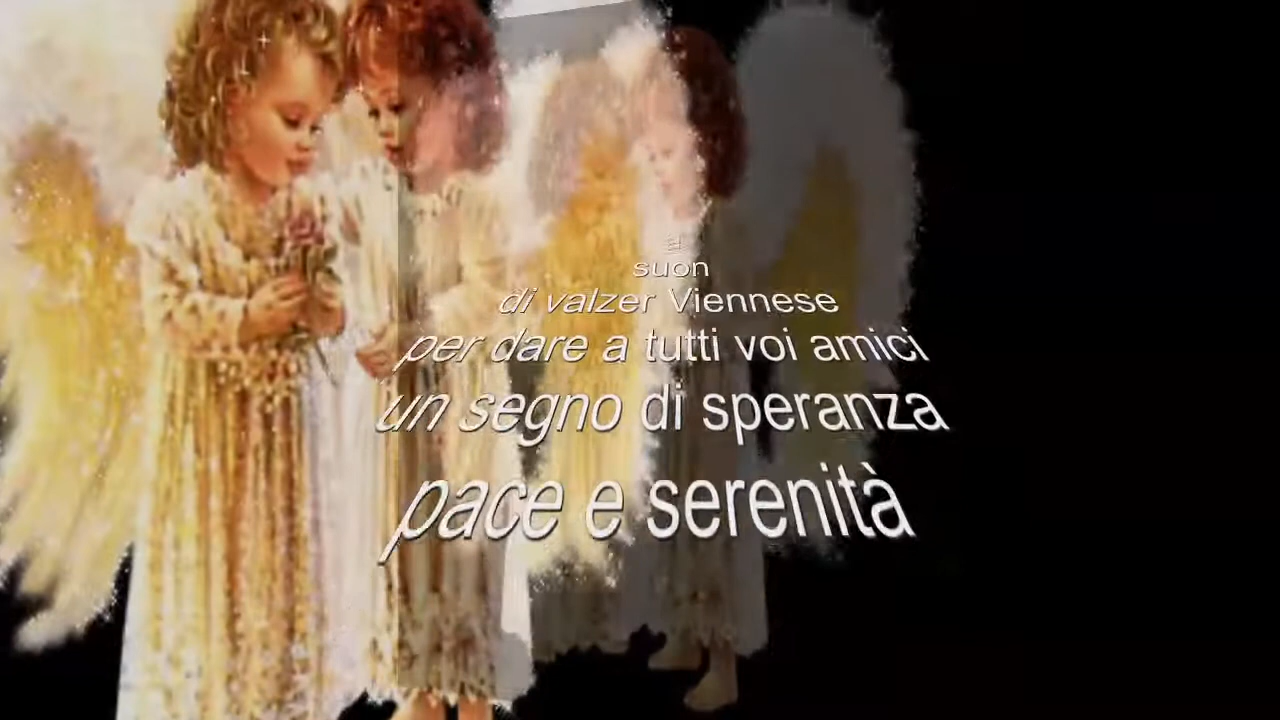 suon
di valzer Viennese
per dare a tutti voi amici
un segno di speranza
pace e serenità